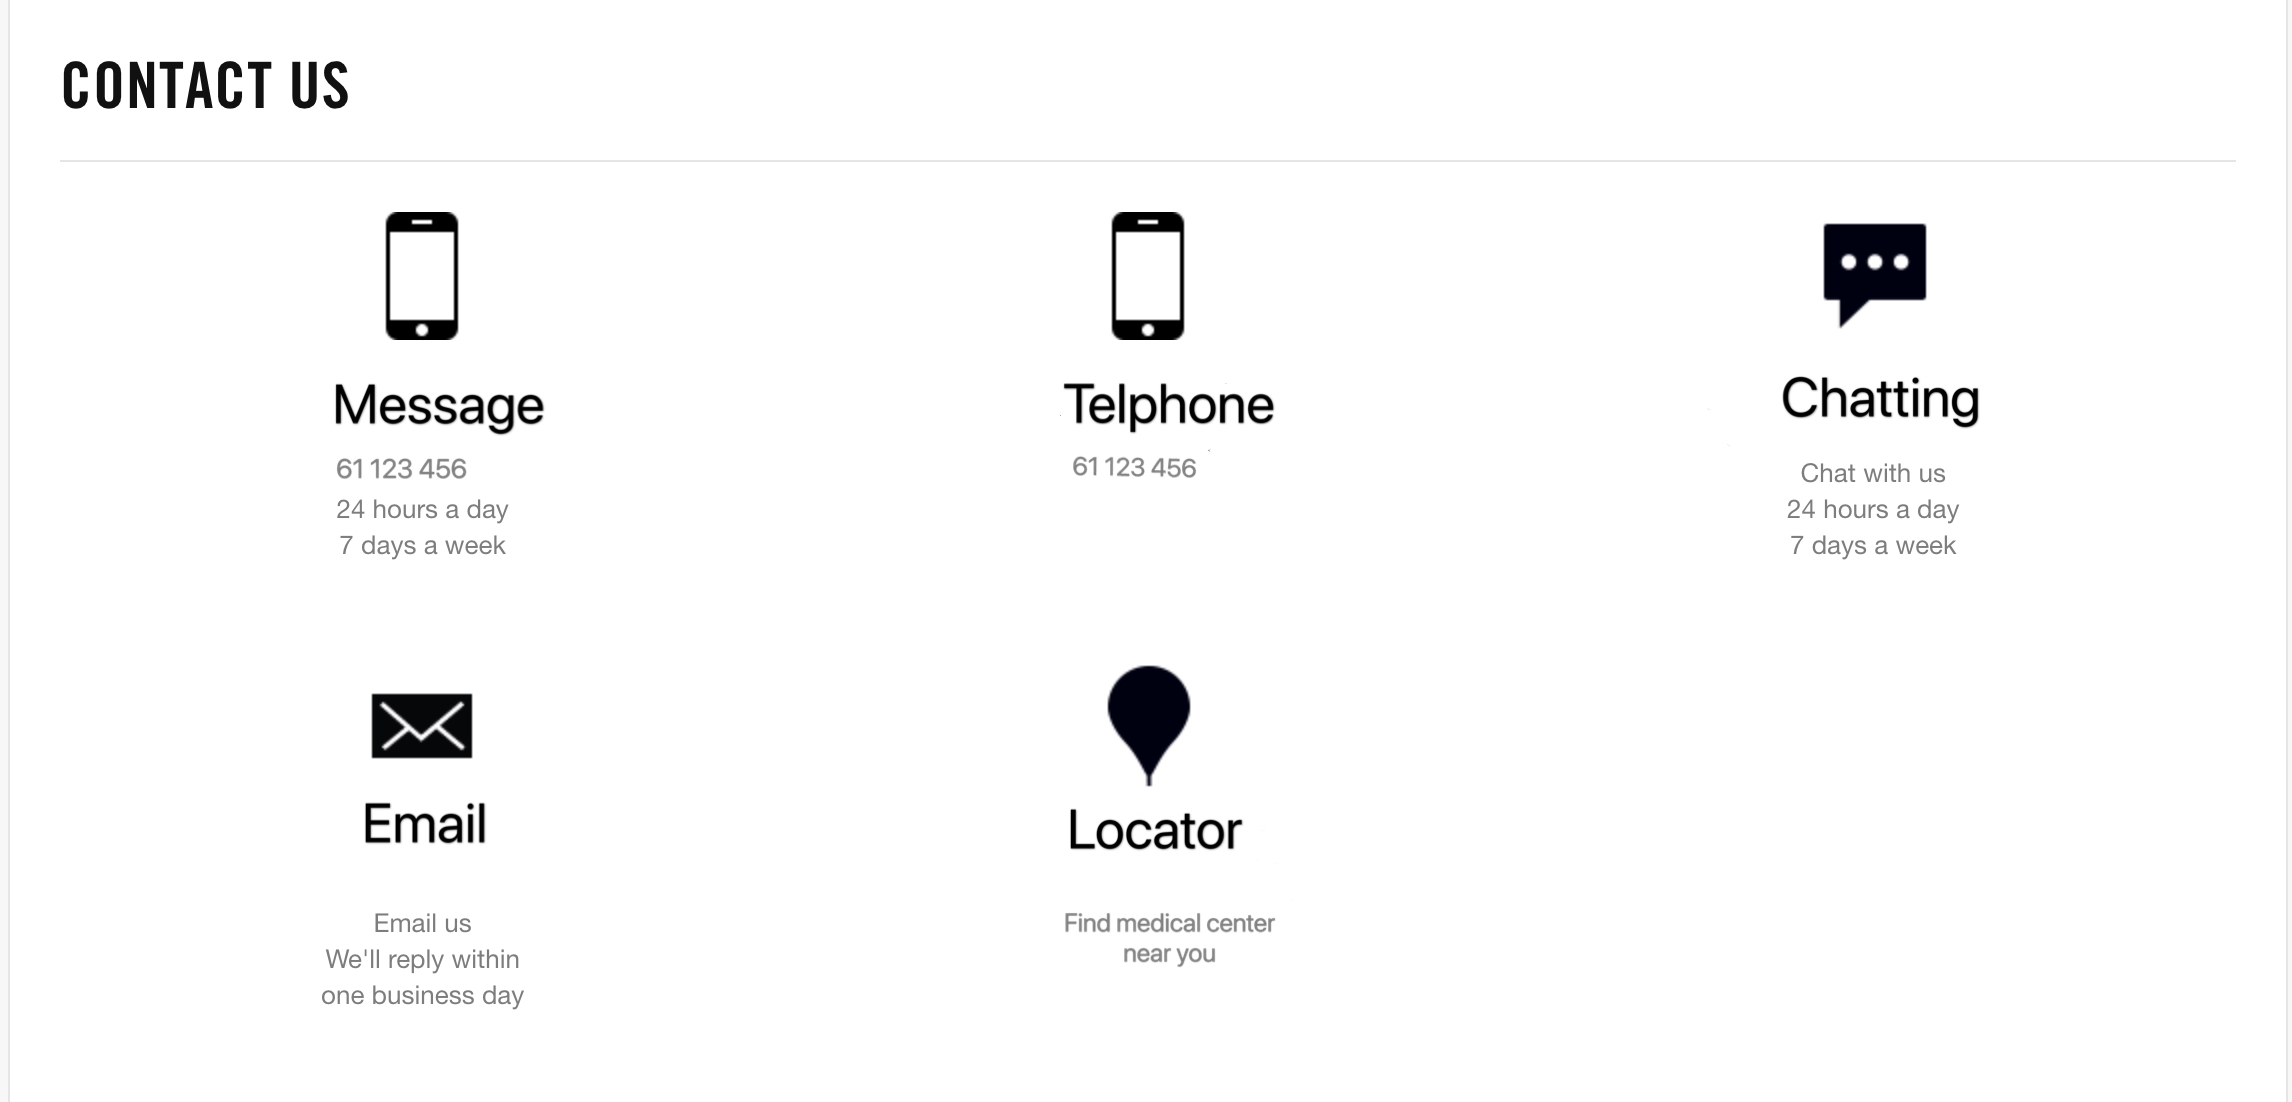 CONTACT US
Message
61 123 456
24 hours a day
7 days a week
Telphone
61 123 456
Chatting
Chat with us
24 hours a day
7 days a week
Email
Email us
We'll reply within
one business day
Locator
Find medical center
near you